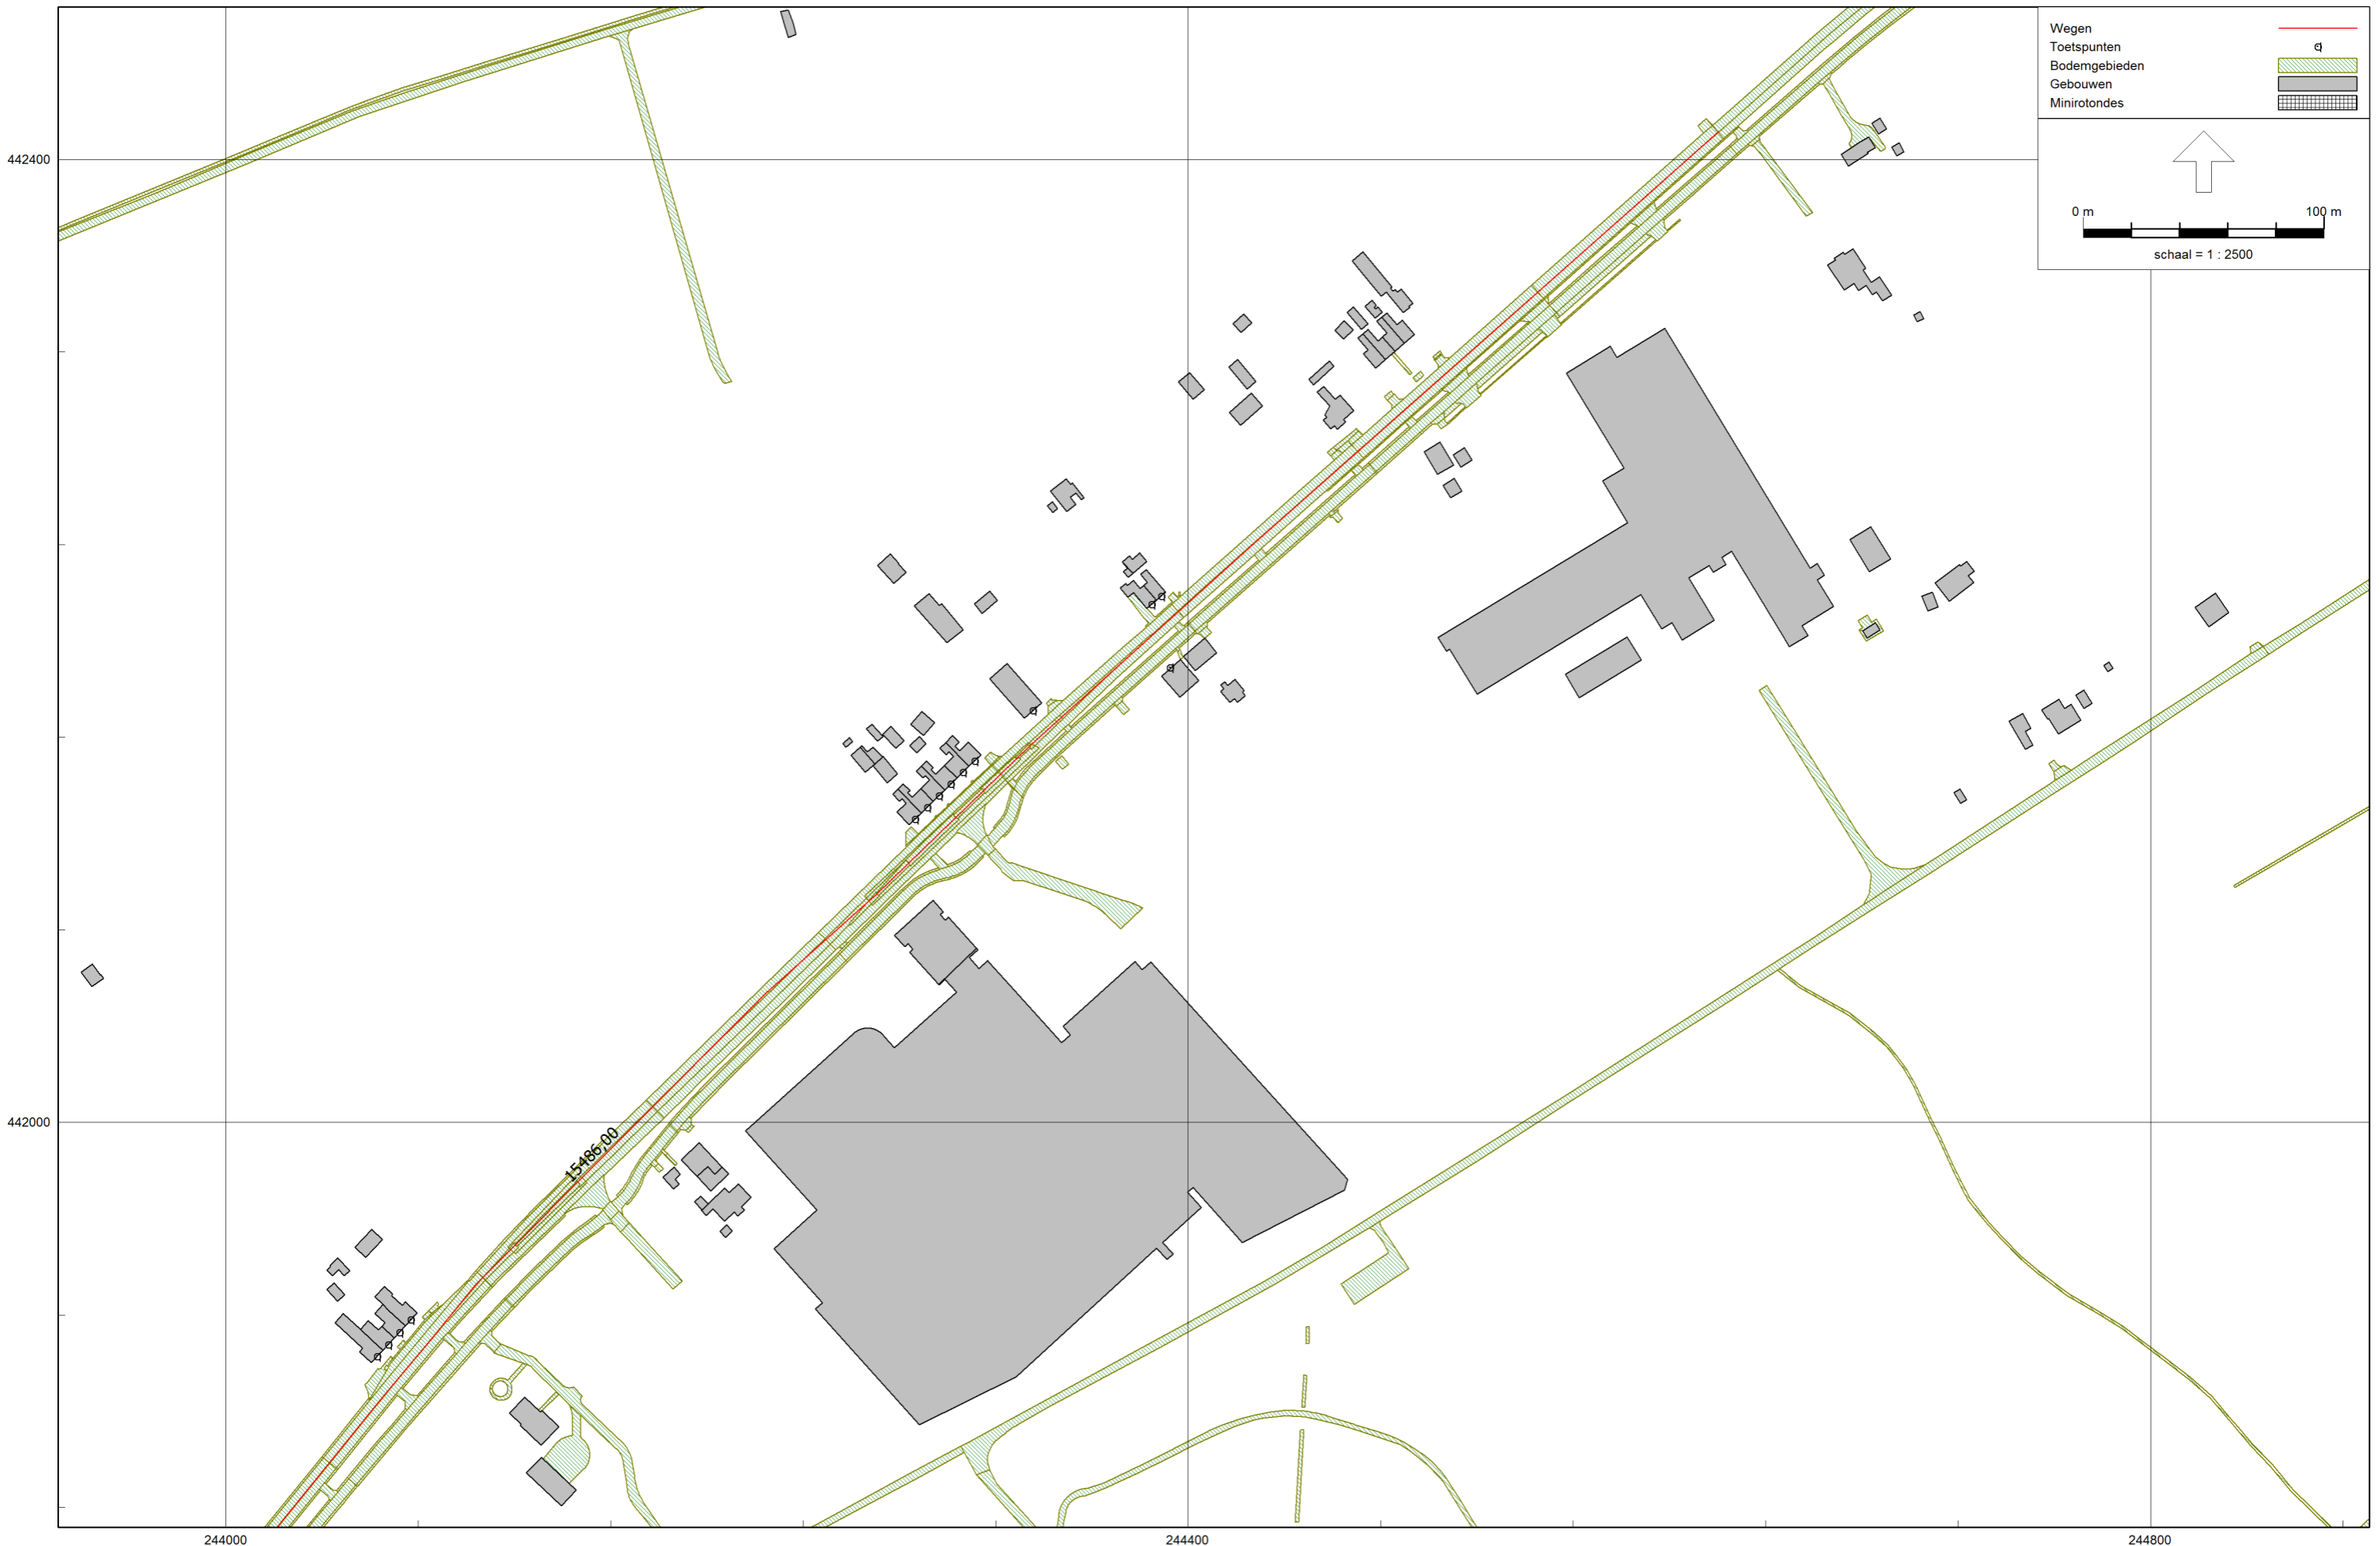 Wegen
Toetspunten
Bodemgebieden
Gebouwen
Minirotondes
0 m 100 m
schaal = 1 : 2500
442400
442000
15486,00
244000 244400 244800